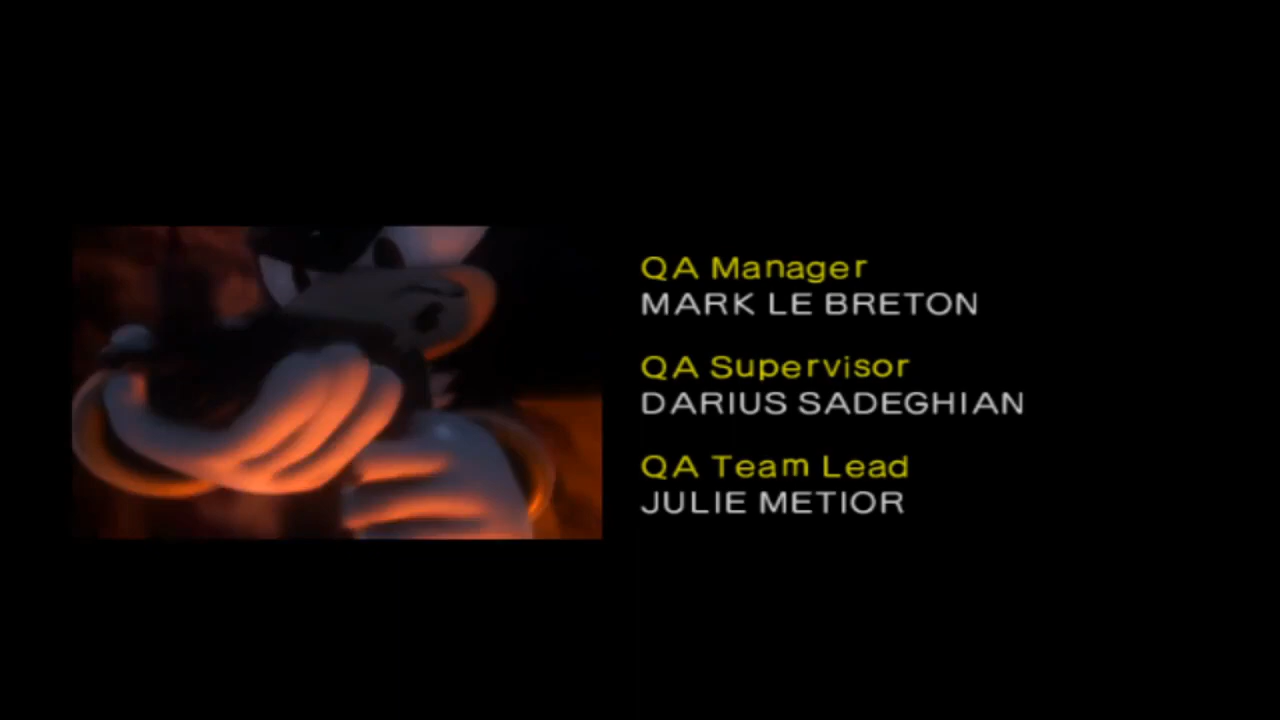 QA Manager
MARK LE BRETON
QA Supervisor
DARIUS SADEGHIAN
QA Team Lead
JULIE METIOR